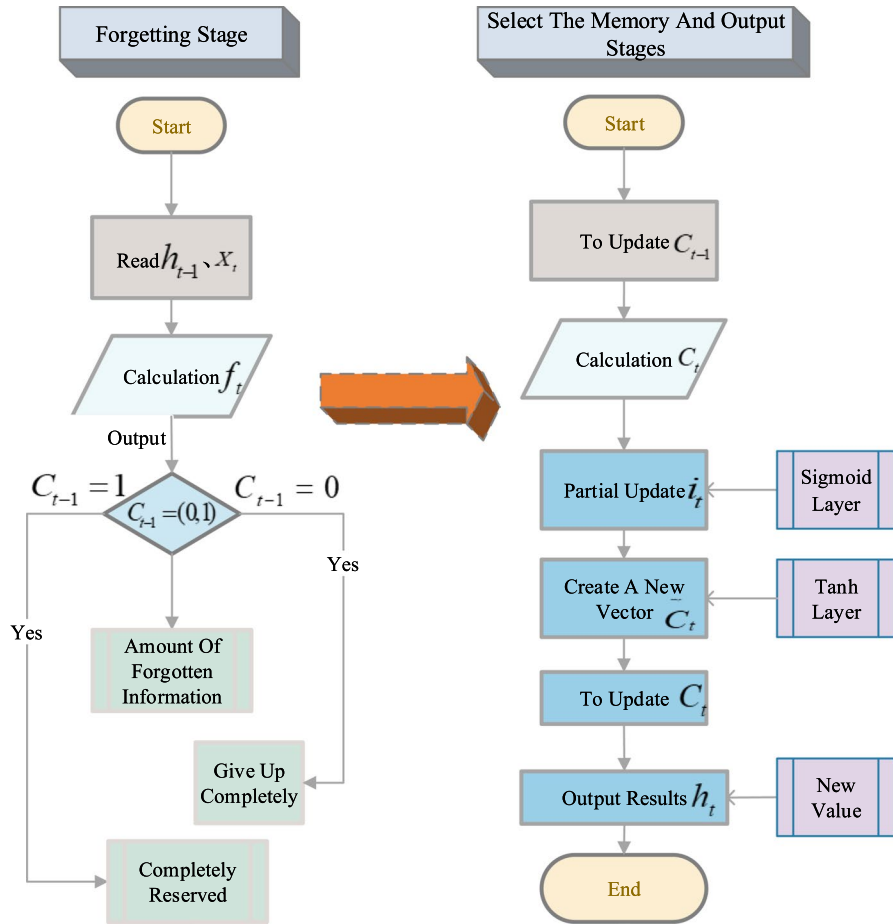 Forgetting Stage
Start
Read h_{t-1}、X_t
Calculation f_t
Output
C_{t-1} = 1
C_{t-1} = (0,1)
C_{t-1} = 0
Yes
Yes
Amount Of
Forgotten
Information
Give Up
Completely
Completely
Reserved
Select The Memory And Output
Stages
Start
To Update C_{t-1}
Calculation C_t
Partial Update i_t
Sigmoid
Layer
Create A New
Vector C̄_t
Tanh
Layer
To Update C_t
Output Results h_t
New
Value
End